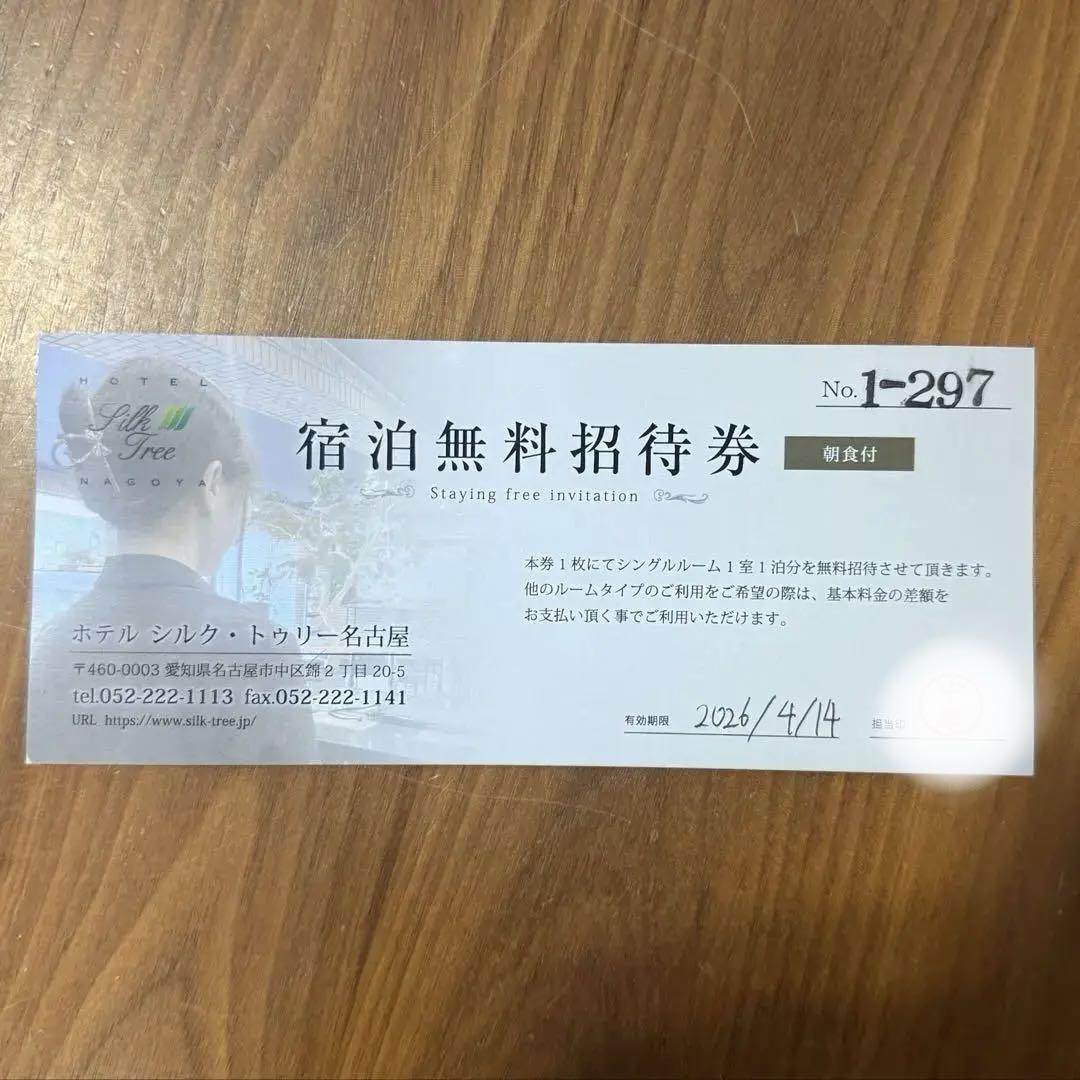 HOTEL
Silk
Tree
NAGOYA
No.1-297
宿泊無料招待券 朝食付
Staying free invitation
本券1枚にてシングルルーム1室1泊分を無料招待させて頂きます。
他のルームタイプのご利用をご希望の際は、基本料金の差額を
お支払い頂く事でご利用いただけます。
ホテル シルク・トゥリー名古屋
〒460-0003 愛知県名古屋市中区錦2丁目20-5
tel.052-222-1113 fax.052-222-1141
URL https://www.silk-tree.jp/
有効期限 2026/4/14 担当印